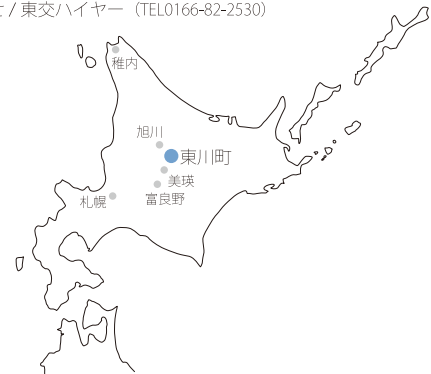 / 東交ハイヤー（TEL0166-82-2530）
稚内
旭川
東川町
美瑛
富良野
札幌